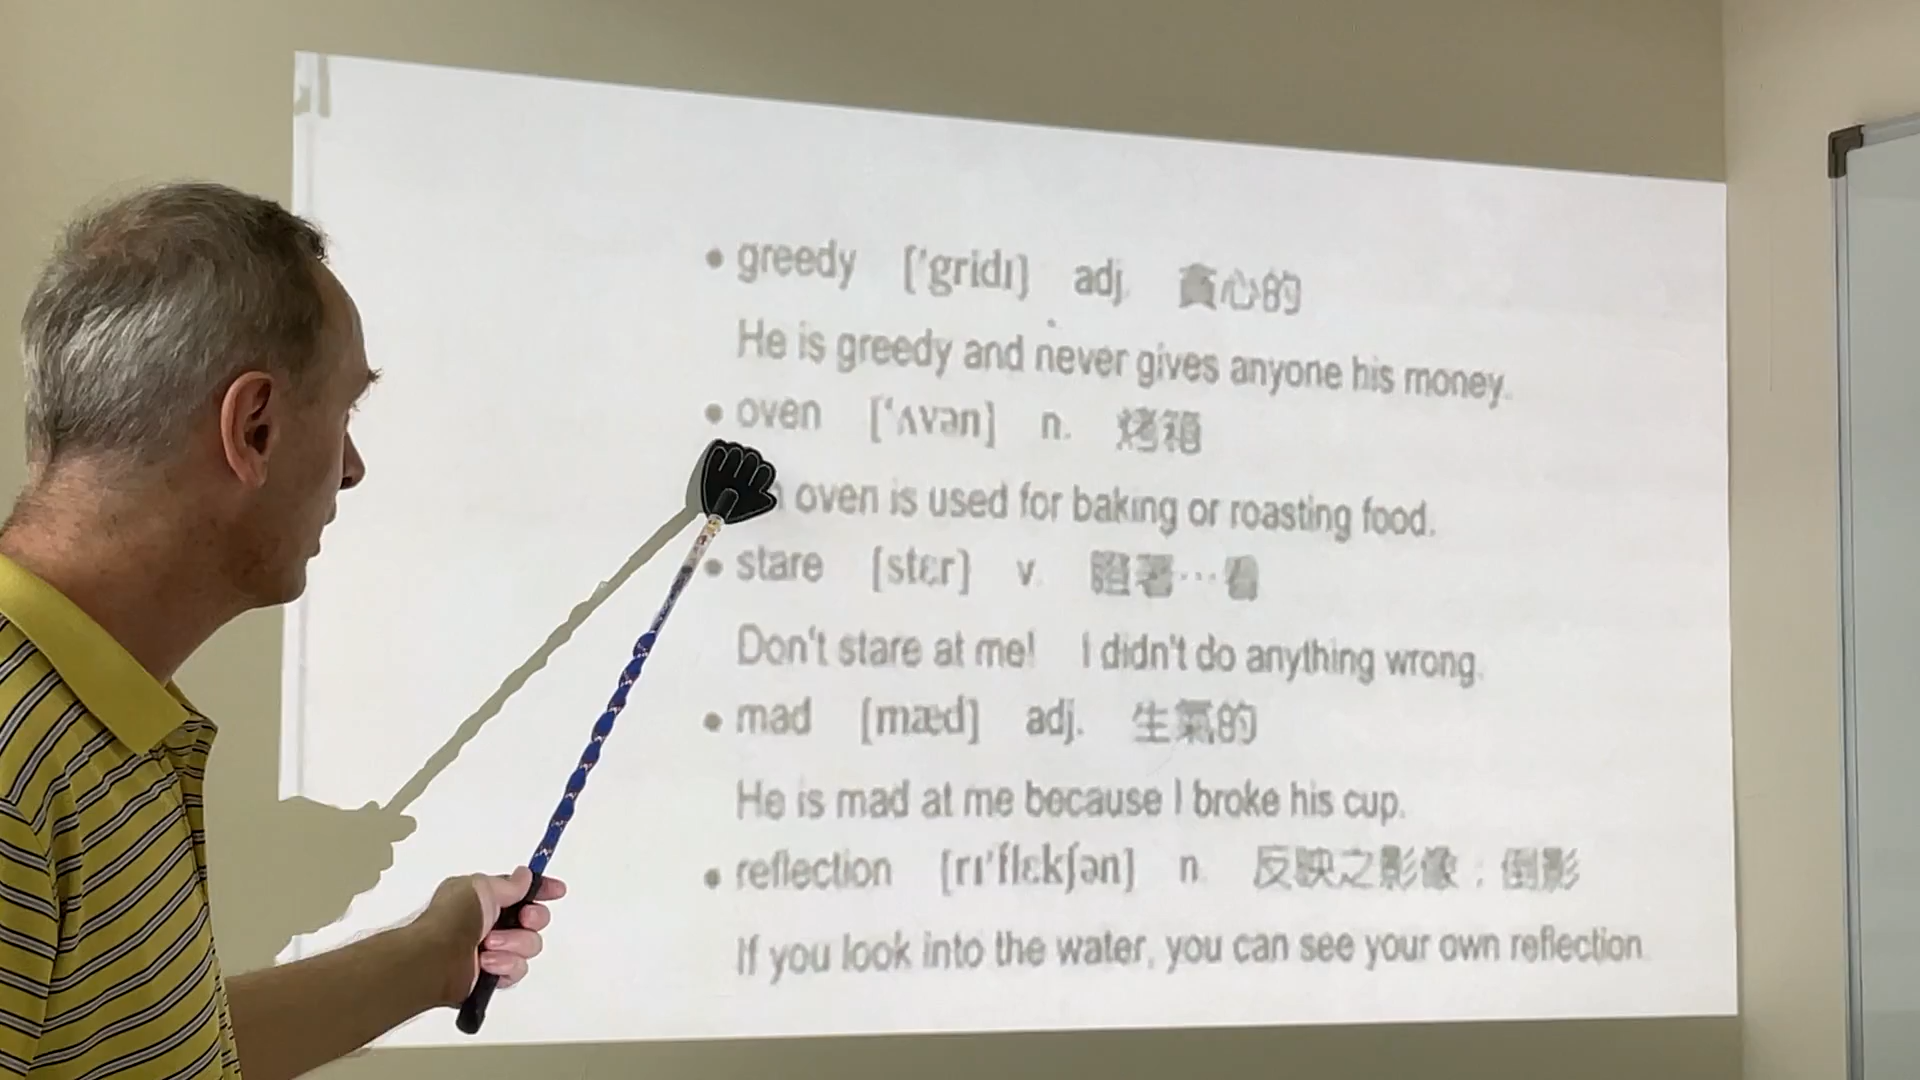 • greedy ['gridɪ] adj. 貪心的
He is greedy and never gives anyone his money.
• oven ['ʌvən] n. 烤箱
oven is used for baking or roasting food.
• stare [stɛr] v. 瞪著…看
Don't stare at me! I didn't do anything wrong.
• mad [mæd] adj. 生氣的
He is mad at me because I broke his cup.
• reflection [rɪ'flɛkʃən] n. 反映之影像；倒影
If you look into the water, you can see your own reflection.